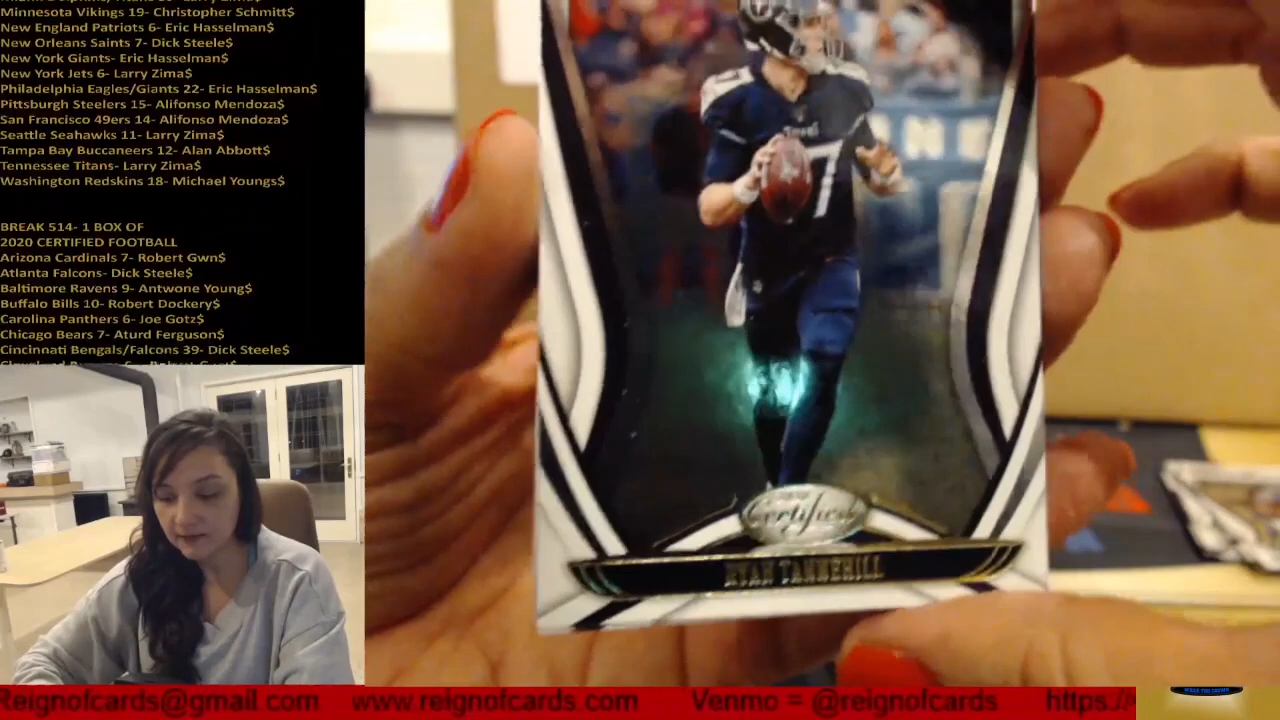 Minnesota Vikings 19- Christopher Schmitt$
New England Patriots 6- Eric Hasselman$
New Orleans Saints 7- Dick Steele$
New York Giants- Eric Hasselman$
New York Jets 6- Larry Zima$
Philadelphia Eagles/Giants 22- Eric Hasselman$
Pittsburgh Steelers 15- Alifonso Mendoza$
San Francisco 49ers 14- Alifonso Mendoza$
Seattle Seahawks 11- Larry Zima$
Tampa Bay Buccaneers 12- Alan Abbott$
Tennessee Titans- Larry Zima$
Washington Redskins 18- Michael Youngs$
BREAK 514- 1 BOX OF
2020 CERTIFIED FOOTBALL
Arizona Cardinals 7- Robert Gwn$
Atlanta Falcons- Dick Steele$
Baltimore Ravens 9- Antwone Young$
Buffalo Bills 10- Robert Dockery$
Carolina Panthers 6- Joe Gotz$
Chicago Bears 7- Aturd Ferguson$
Cincinnati Bengals/Falcons 39- Dick Steele$
7
Certified
RYAN TANNEHILL
Reignofcards@gmail.com www.reignofcards.com Venmo = @reignofcards https://